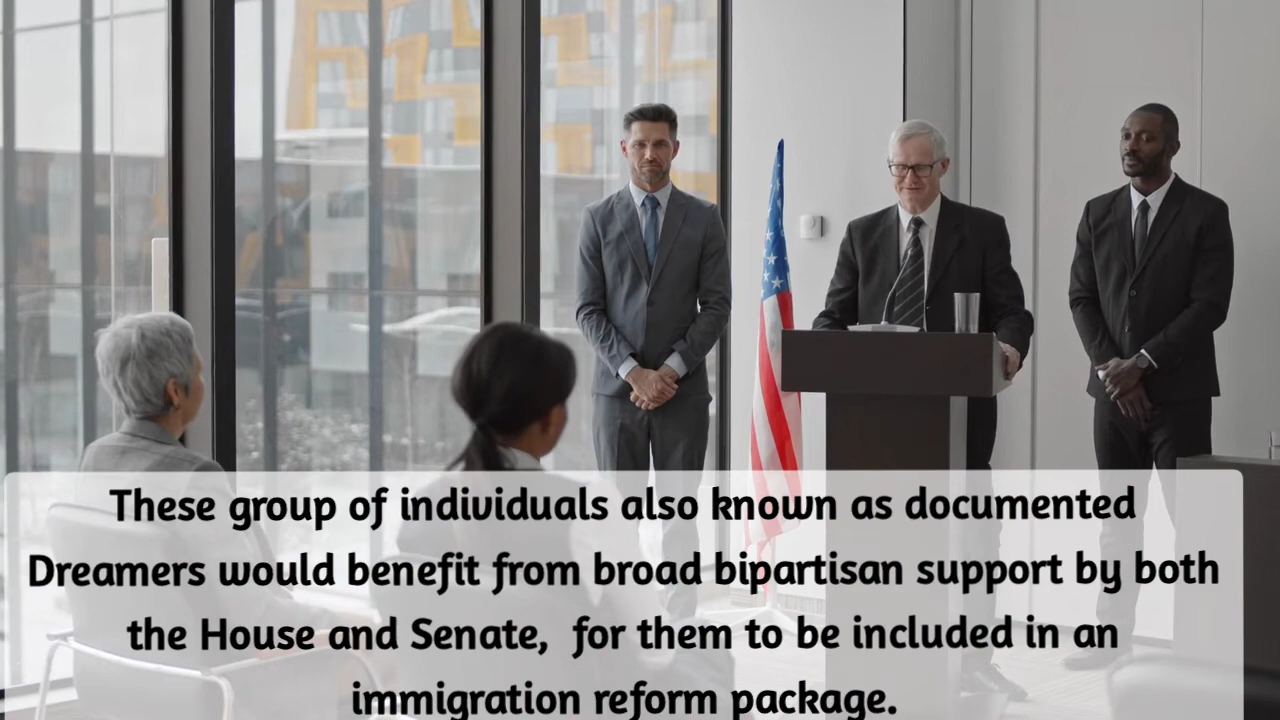 These group of individuals also known as documented
Dreamers would benefit from broad bipartisan support by both
the House and Senate,  for them to be included in an
immigration reform package.